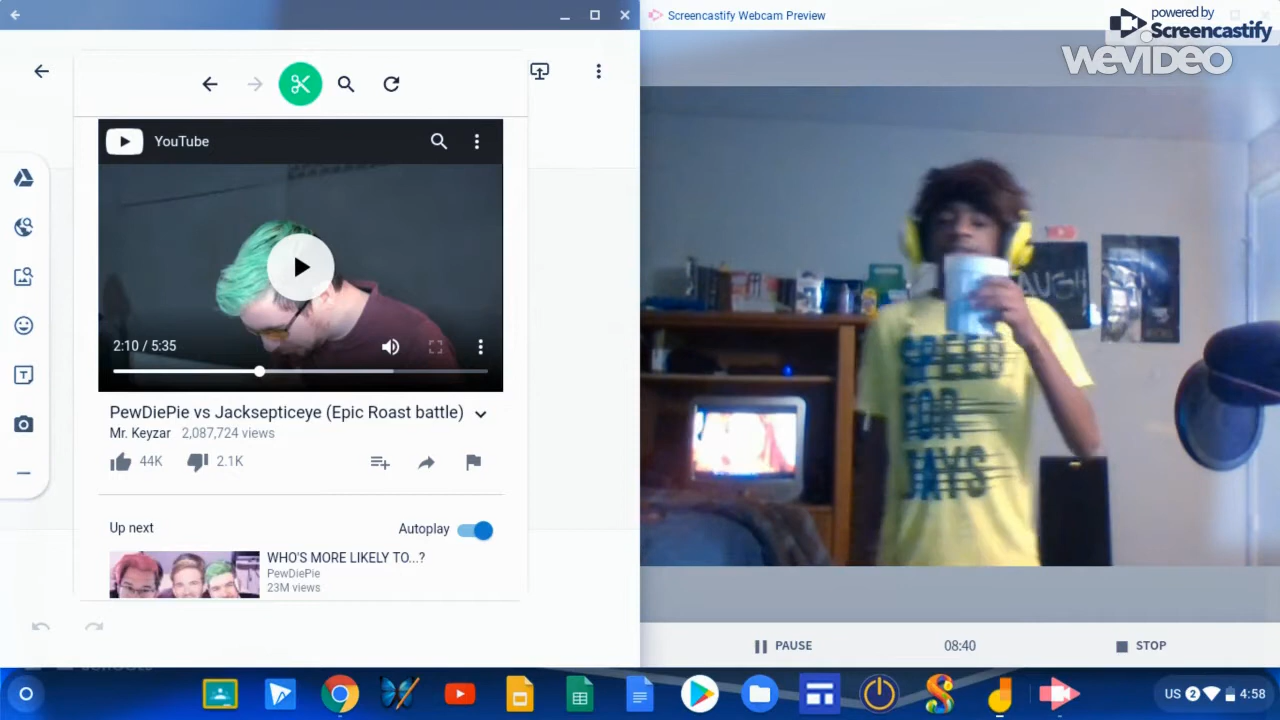 Screencastify Webcam Preview
powered by
Screencastify
WEVIDEO
YouTube
2:10 / 5:35
PewDiePie vs Jacksepticeye (Epic Roast battle)
Mr. Keyzar 2,087,724 views
44K 2.1K
Up next Autoplay
WHO'S MORE LIKELY TO...?
PewDiePie
23M views
SPEED
FOR
JAYS
PAUSE 08:40 STOP
US 2 4:58